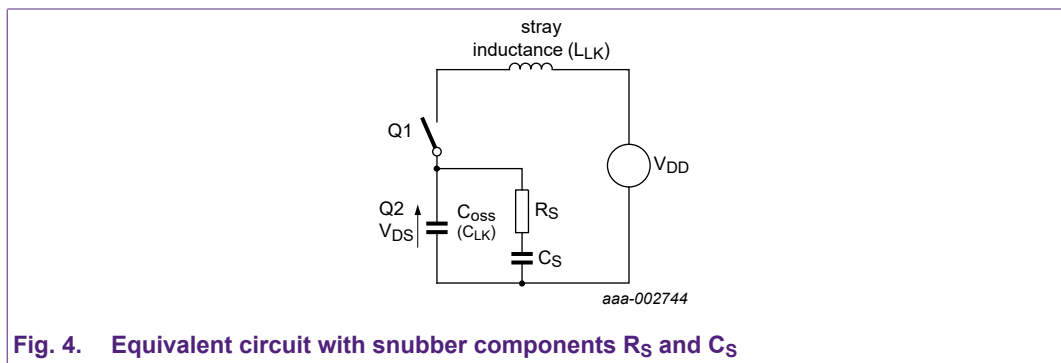 stray
inductance (LLK)
Q1
VDD
Q2
VDS
Coss
(CLK)
RS
CS
aaa-002744
Fig. 4. Equivalent circuit with snubber components RS and CS